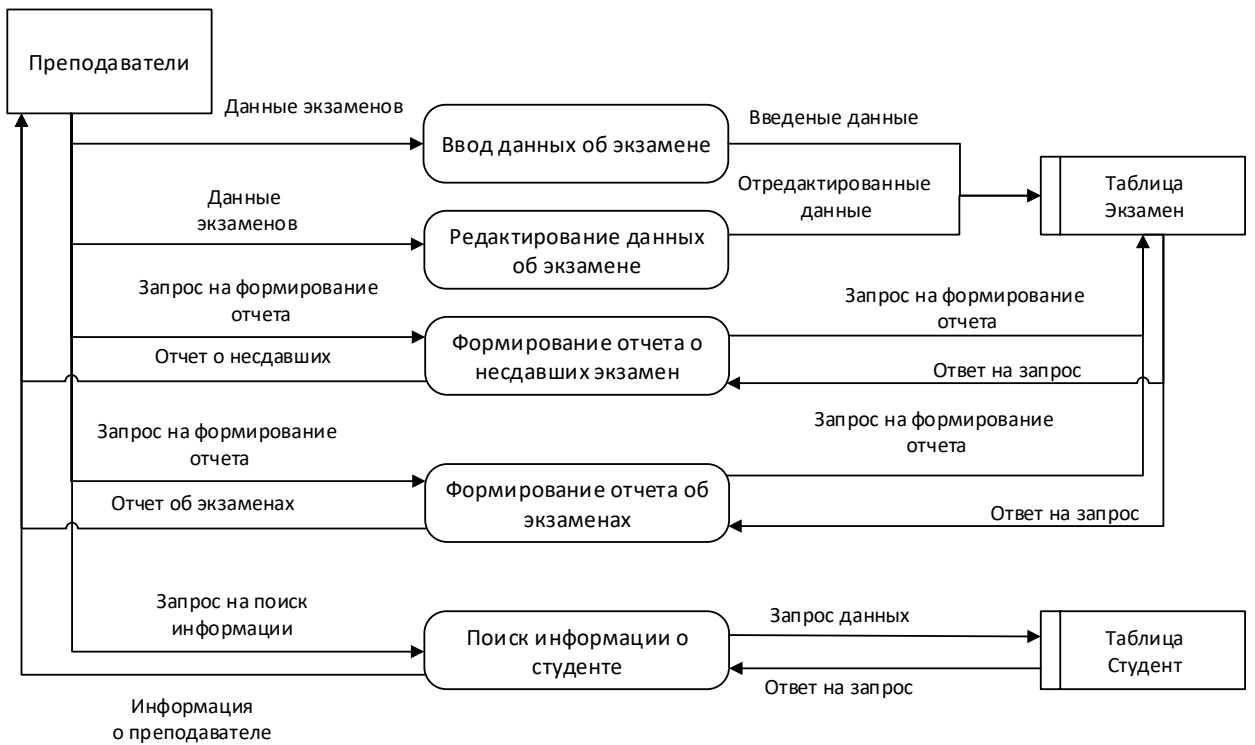 Преподаватели
Данные экзаменов
Ввод данных об экзамене
Введеные данные
Данные
экзаменов
Редактирование данных
об экзамене
Отредактированные
данные
Таблица
Экзамен
Запрос на формирование
отчета
Отчет о несдавших
Формирование отчета о
несдавших экзамен
Запрос на формирование
отчета
Ответ на запрос
Запрос на формирование
отчета
Отчет об экзаменах
Формирование отчета об
экзаменах
Запрос на формирование
отчета
Ответ на запрос
Запрос на поиск
информации
Поиск информации о
студенте
Запрос данных
Ответ на запрос
Таблица
Студент
Информация
о преподавателе